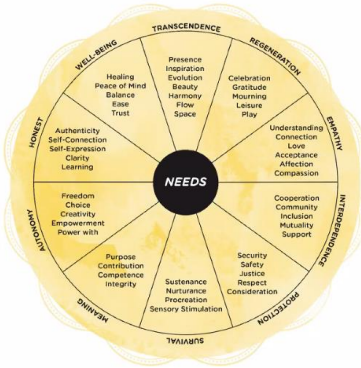 TRANSCENDENCE
Presence
Inspiration
Evolution
Beauty
Harmony
Flow
Space
REGENERATION
Celebration
Gratitude
Mourning
Leisure
Play
EMPATHY
Understanding
Connection
Love
Acceptance
Affection
Compassion
INTERDEPENDENCE
Cooperation
Community
Inclusion
Mutuality
Support
PROTECTION
Security
Safety
Justice
Respect
Consideration
SURVIVAL
Sustenance
Nurturance
Procreation
Sensory Stimulation
MEANING
Purpose
Contribution
Competence
Integrity
AUTONOMY
Freedom
Choice
Creativity
Empowerment
Power with
HONEST
Authenticity
Self-Connection
Self-Expression
Clarity
Learning
WELL-BEING
Healing
Peace of Mind
Balance
Ease
Trust
NEEDS